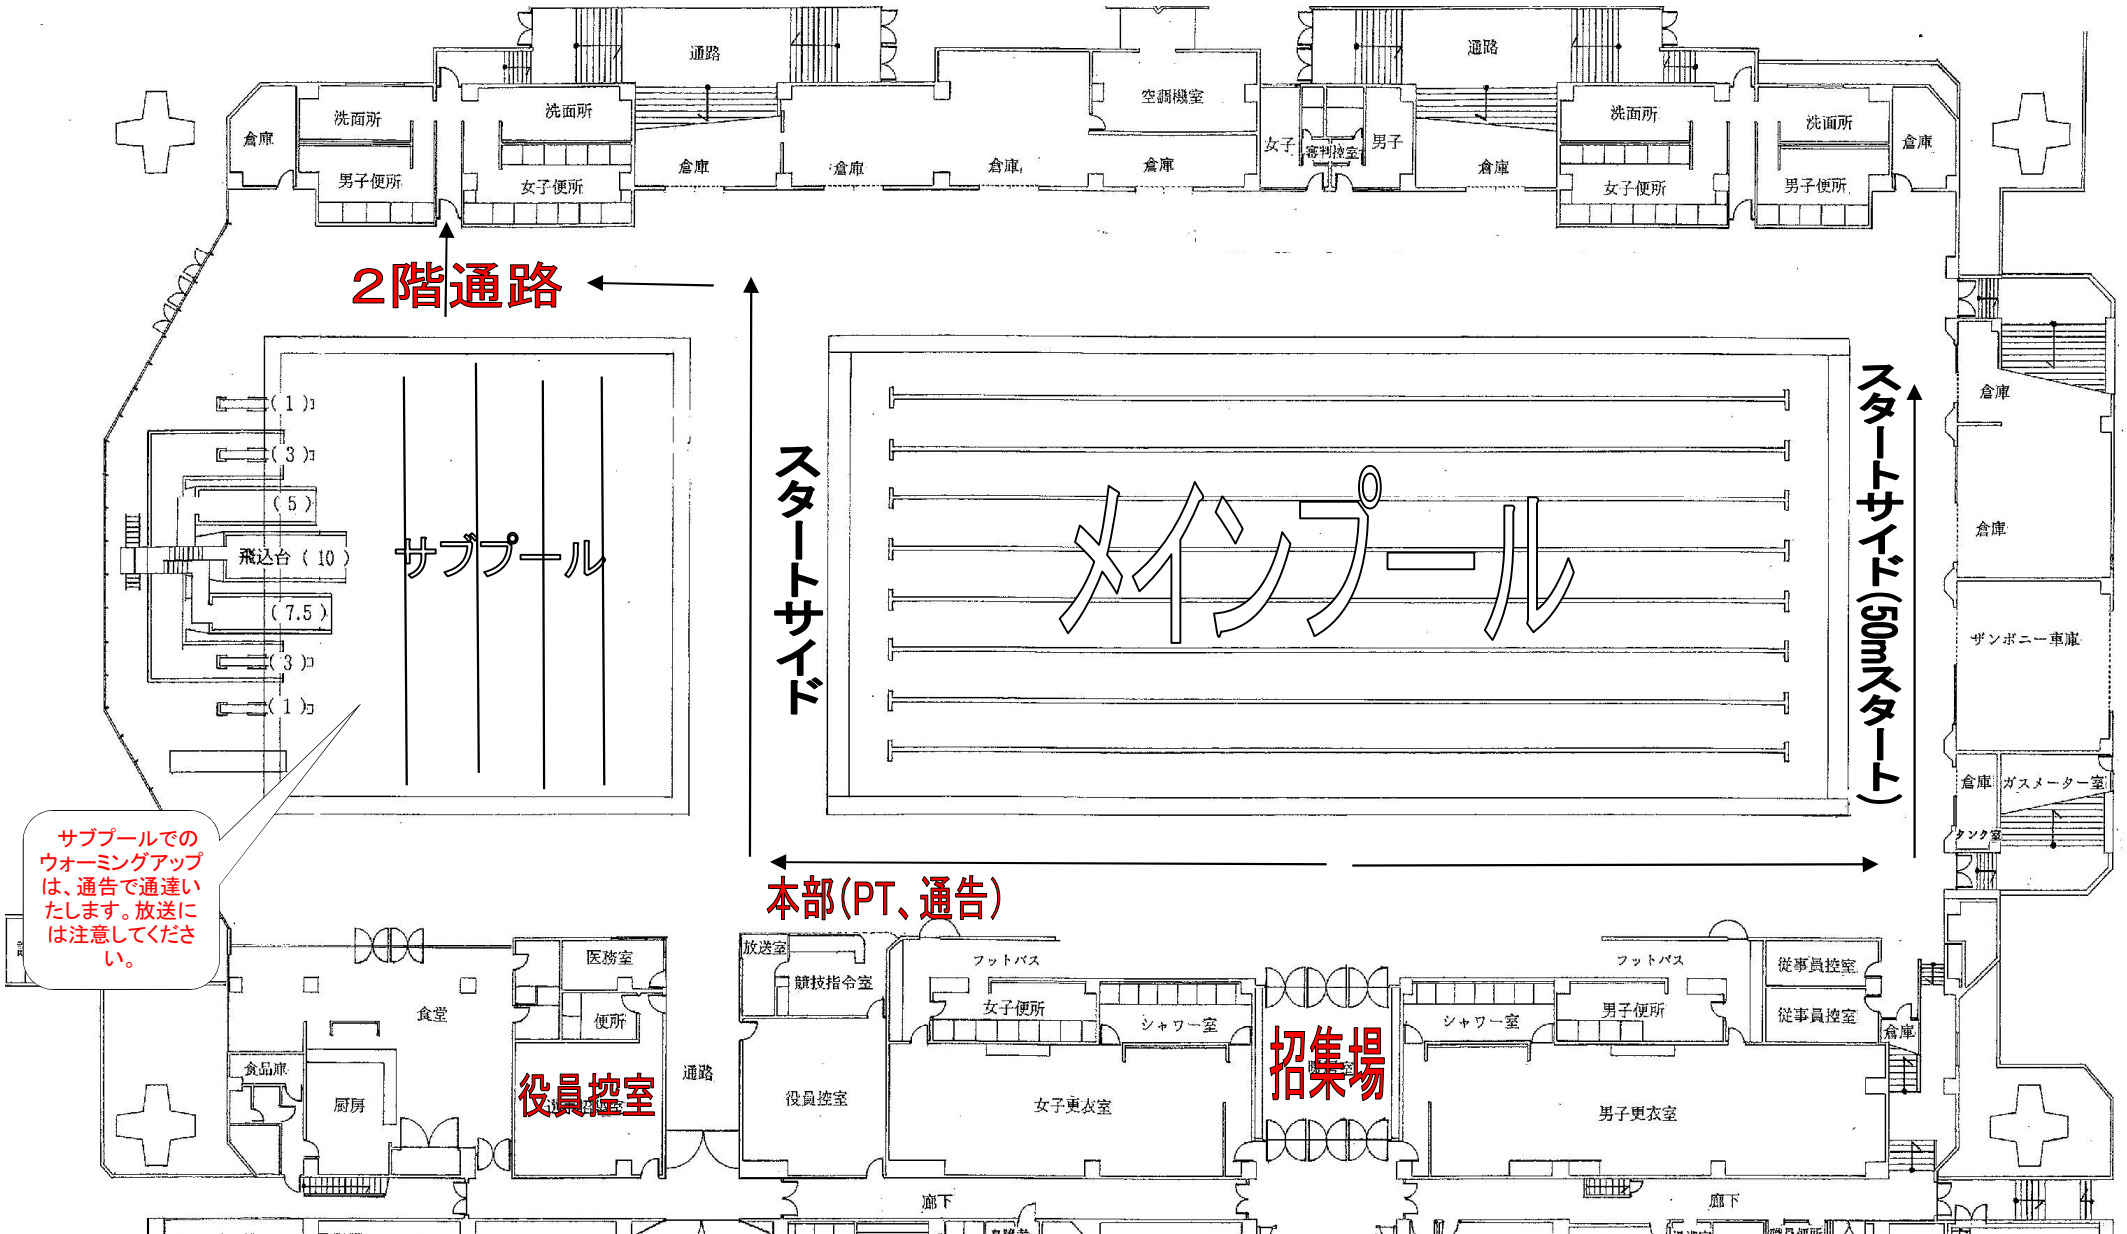 通路
通路
空調機室
洗面所
洗面所
洗面所
洗面所
倉庫
倉庫
女子
審判控室
男子
倉庫
倉庫
倉庫
倉庫
倉庫
男子便所
女子便所
女子便所
男子便所
2階通路
スタートサイド
スタートサイド(50mスタート)
メインプール
サブプール
(1)
(3)
(5)
飛込台(10)
(7.5)
(3)
(1)
倉庫
倉庫
ザンボニー車庫
倉庫
ガスメーター室
タンク室
サブプールでの
ウォーミングアップ
は、通告で通達い
たします。放送に
は注意してくださ
い。
本部(PT、通告)
放送室
競技指令室
医務室
便所
食堂
食品庫
厨房
役員控室
通路
役員控室
フットバス
女子便所
シャワー室
女子更衣室
招集場
フットバス
シャワー室
男子便所
男子更衣室
従事員控室
従事員控室
倉庫
廊下
廊下